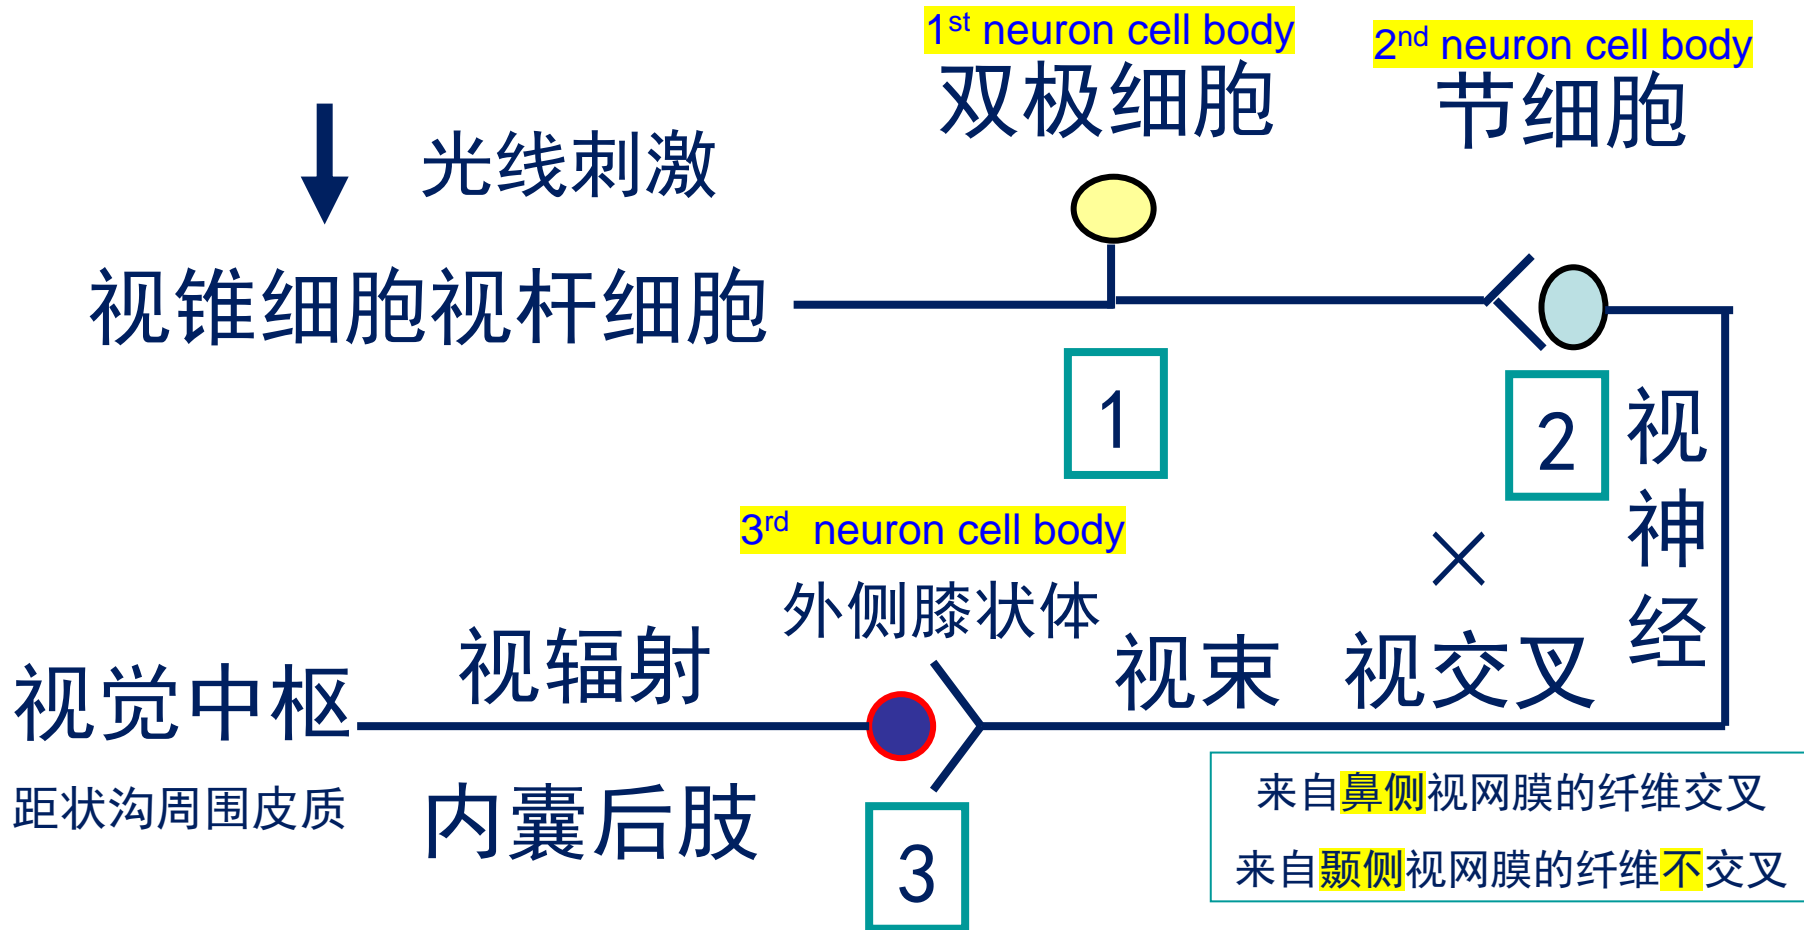 1st neuron cell body
双极细胞
2nd neuron cell body
节细胞
光线刺激
视锥细胞视杆细胞
1
2
视神经
3rd neuron cell body
外侧膝状体
×
视觉中枢
视辐射
视束
视交叉
距状沟周围皮质
内囊后肢
3
来自鼻侧视网膜的纤维交叉
来自颞侧视网膜的纤维不交叉